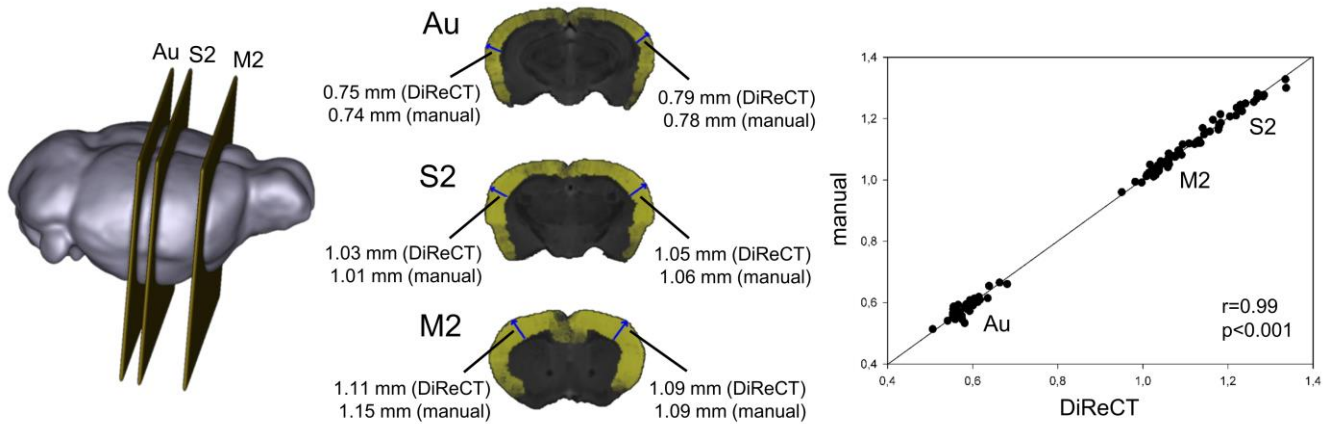 Au
S2
M2
Au
0.75 mm (DiReCT)
0.74 mm (manual)
0.79 mm (DiReCT)
0.78 mm (manual)
S2
1.03 mm (DiReCT)
1.01 mm (manual)
1.05 mm (DiReCT)
1.06 mm (manual)
M2
1.11 mm (DiReCT)
1.15 mm (manual)
1.09 mm (DiReCT)
1.09 mm (manual)
manual
1,4
1,2
1,0
0,8
0,6
0,4
S2
M2
Au
r=0.99
p<0.001
0,4
0,6
0,8
1,0
1,2
1,4
DiReCT